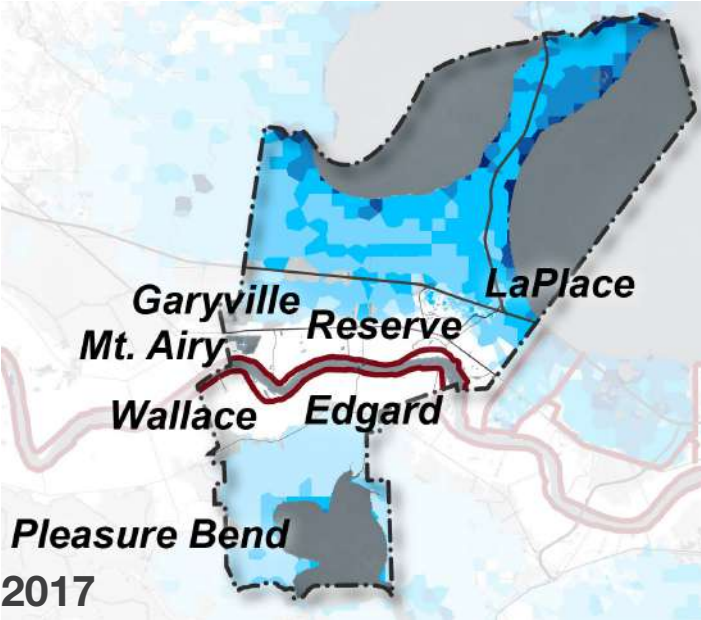 LaPlace
Garyville
Reserve
Mt. Airy
Wallace
Edgard
Pleasure Bend
2017